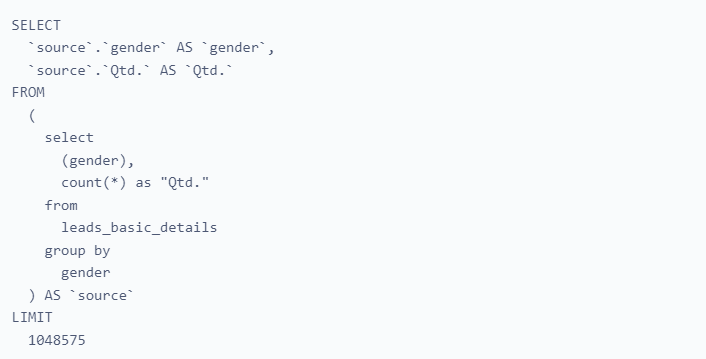 SELECT
  `source`.`gender` AS `gender`,
  `source`.`Qtd.` AS `Qtd.`
FROM
  (
    select
      (gender),
      count(*) as "Qtd."
    from
      leads_basic_details
    group by
      gender
  ) AS `source`
LIMIT
  1048575